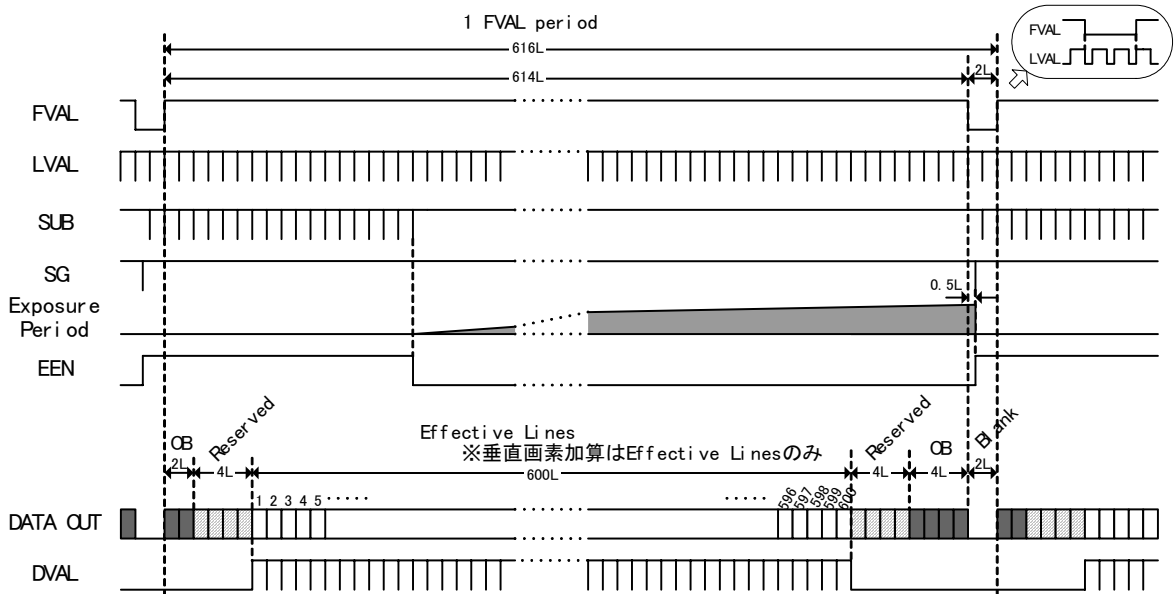 1 FVAL period
616L
614L
2L
FVAL
LVAL
FVAL
LVAL
SUB
SG
0.5L
Exposure
Period
EEN
OB
Reserved
Effective Lines
※垂直画素加算はEffective Linesのみ
Reserved
OB
Blank
2L
4L
600L
4L
4L
2L
1 2 3 4 5 ‥‥‥
‥‥‥ 596 597 598 599 600
DATA OUT
DVAL